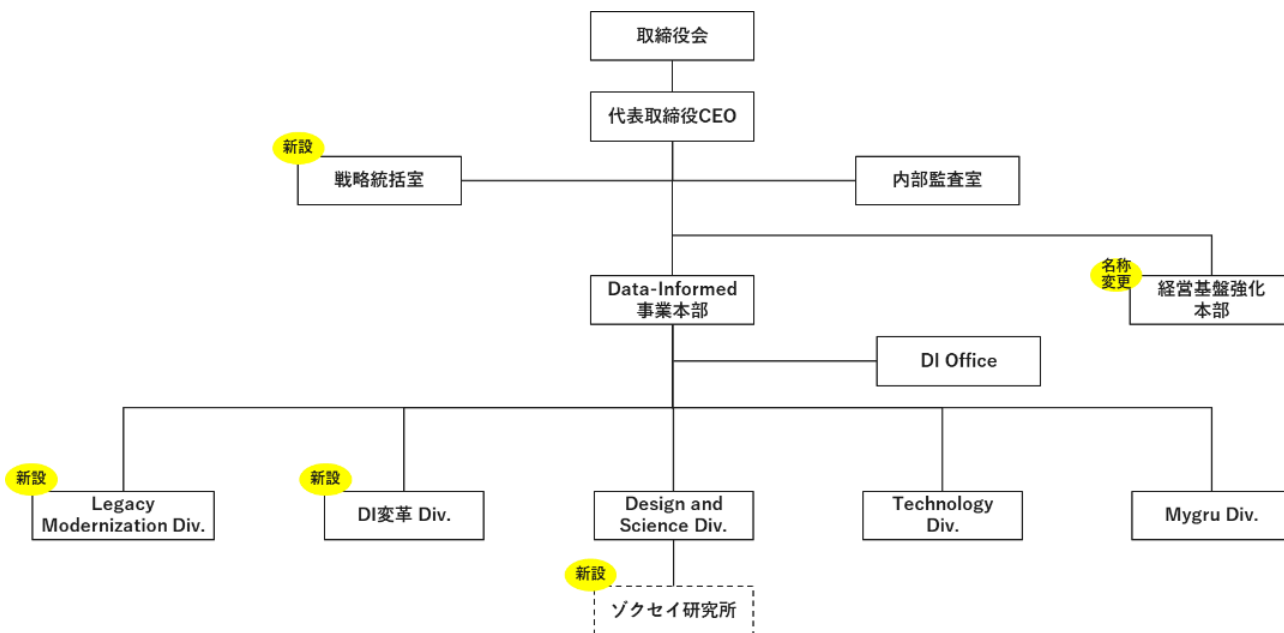 取締役会
代表取締役CEO
新設
戦略統括室
内部監査室
Data-Informed
事業本部
名称
変更
経営基盤強化
本部
DI Office
新設
Legacy
Modernization Div.
新設
DI変革 Div.
Design and
Science Div.
Technology
Div.
Mygru Div.
新設
ゾクセイ研究所